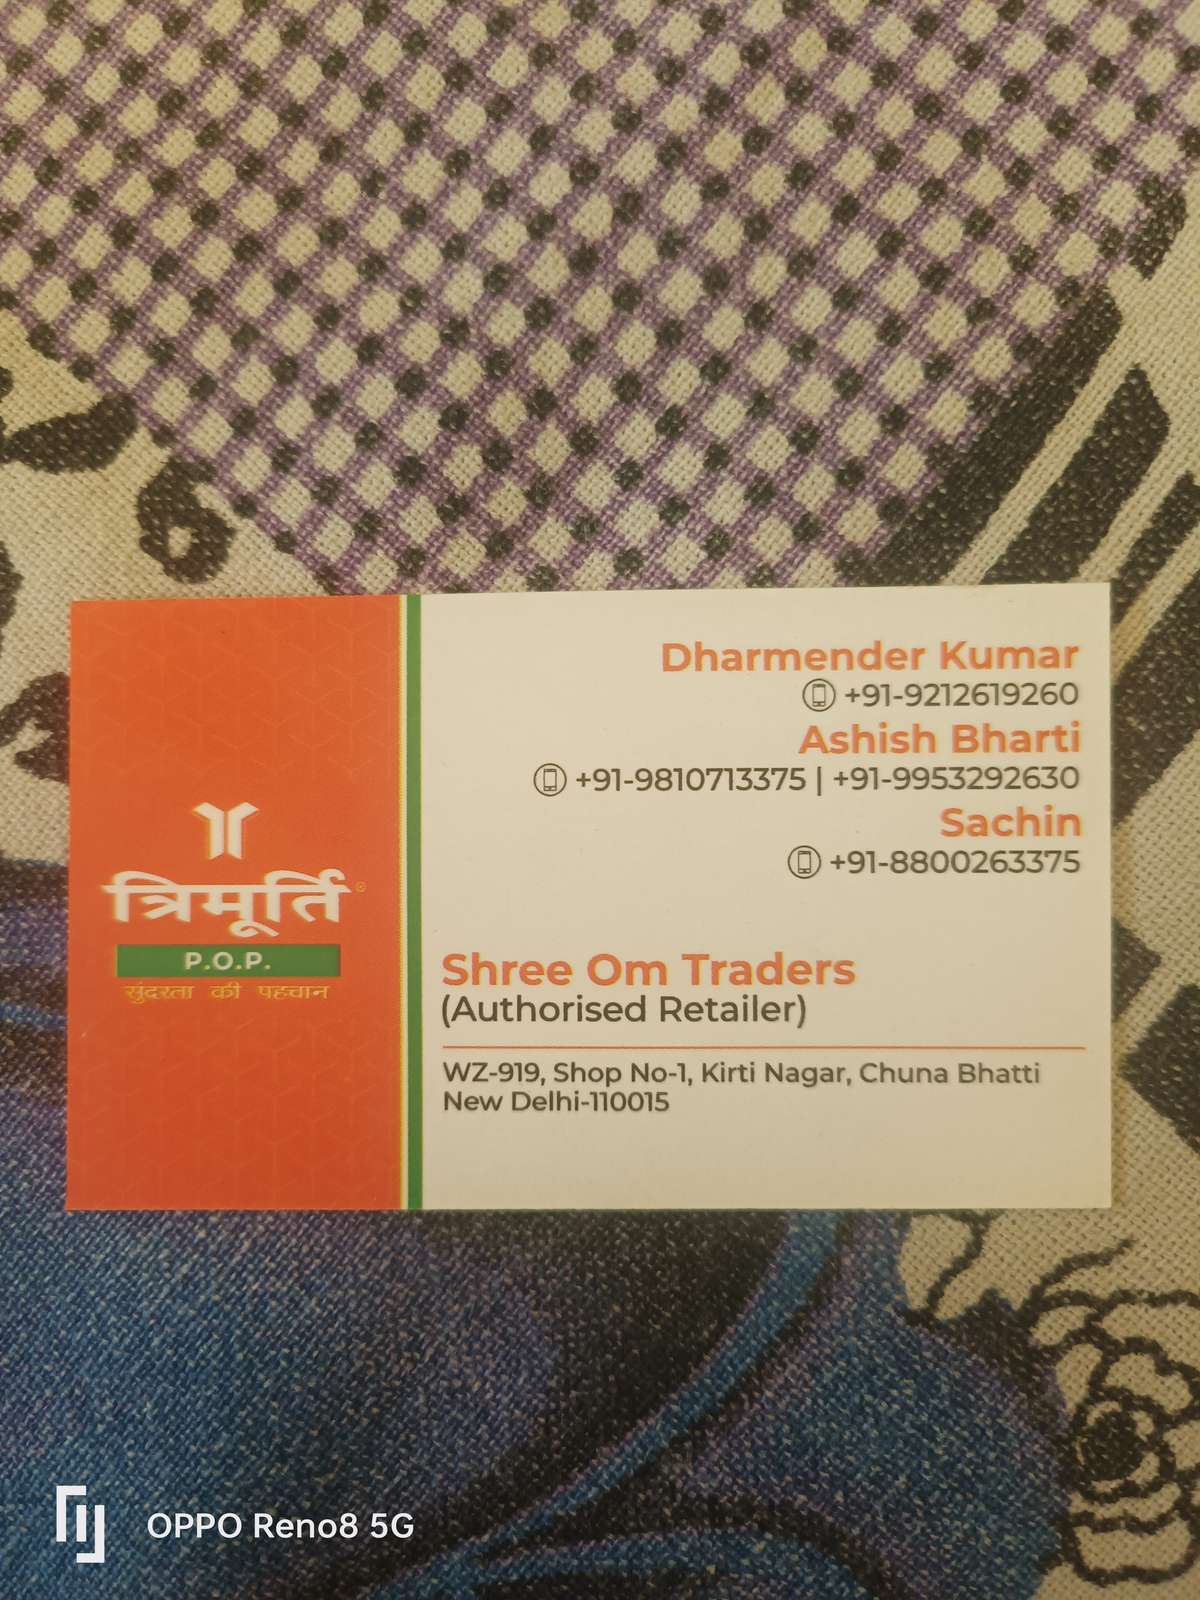 Dharmender Kumar
+91-9212619260
Ashish Bharti
+91-9810713375 | +91-9953292630
Sachin
+91-8800263375
त्रिमूर्ति®
P.O.P.
सुंदरता की पहचान
Shree Om Traders
(Authorised Retailer)
WZ-919, Shop No-1, Kirti Nagar, Chuna Bhatti
New Delhi-110015
OPPO Reno8 5G